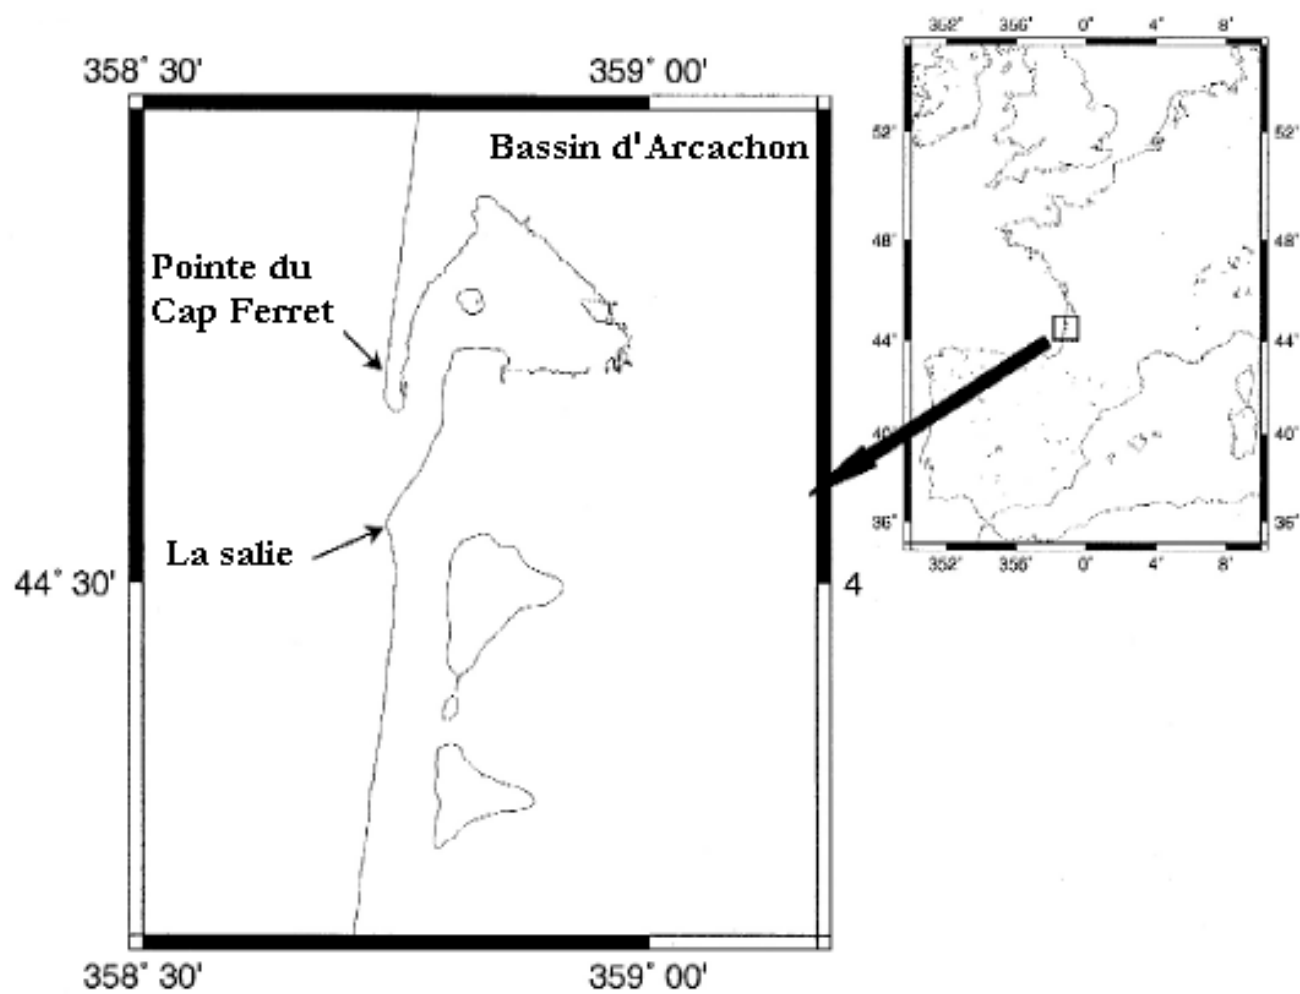 352° 356° 0° 4° 8°
358° 30' 359° 00'
Bassin d'Arcachon
52° 52°
48° 48°
Pointe du
Cap Ferret
44° 44°
40° 40°
36° 36°
La salie
352° 356° 0° 4° 8°
44° 30' 4
358° 30' 359° 00'